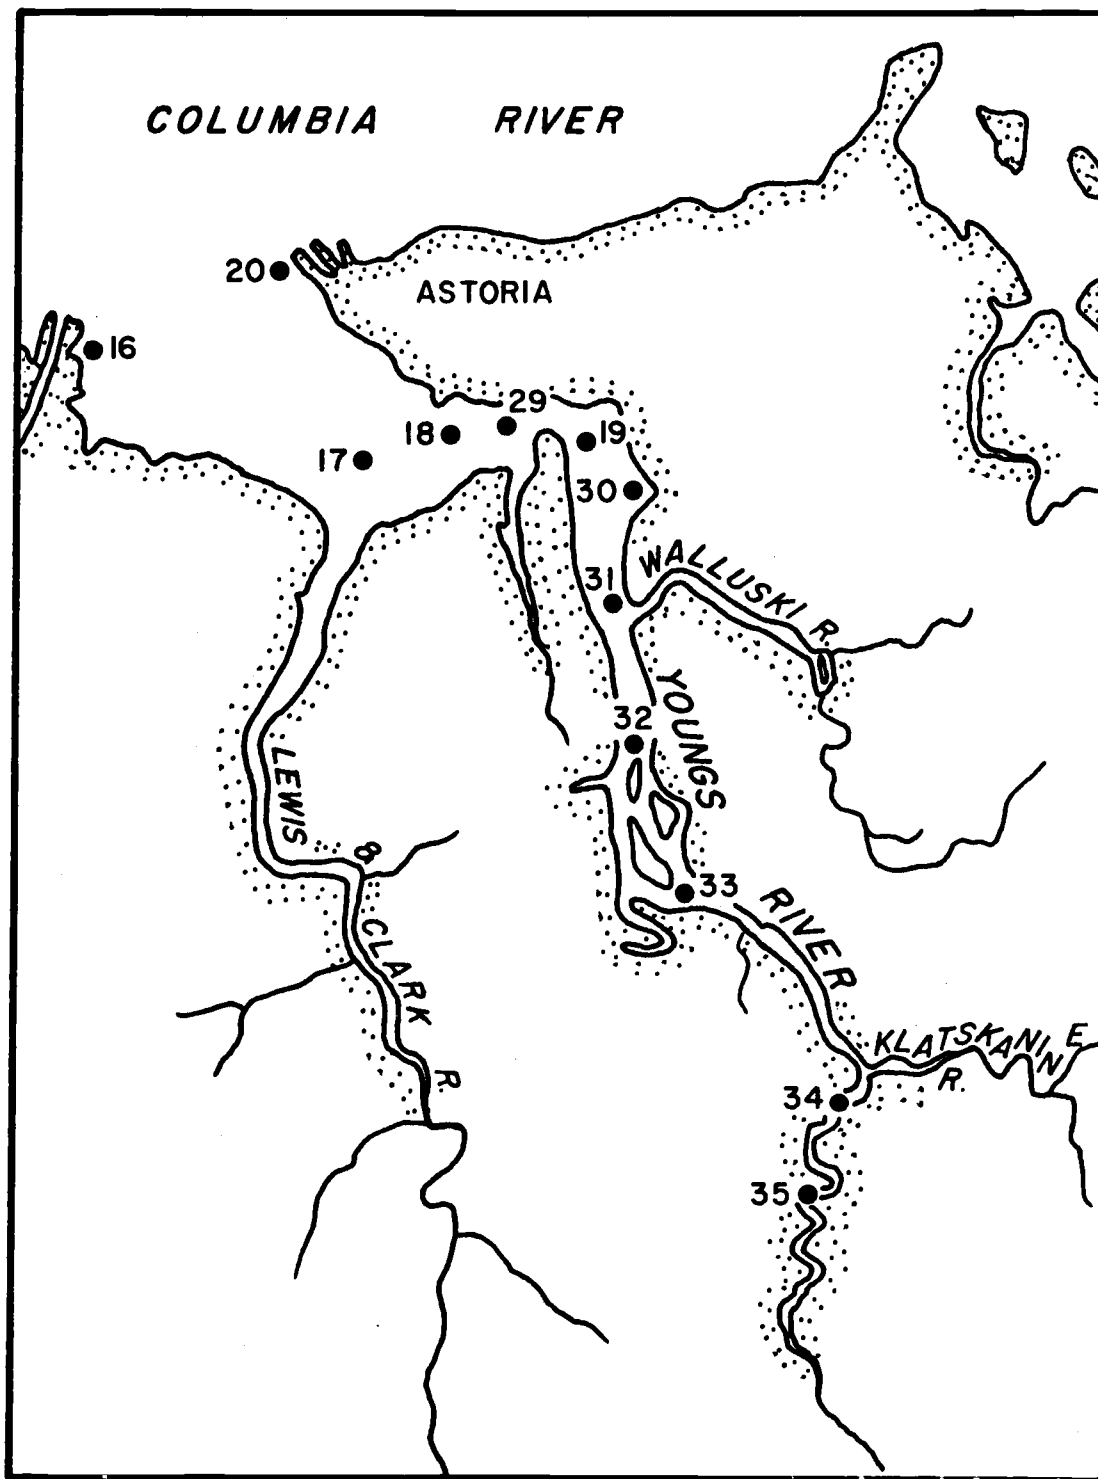 COLUMBIA RIVER
20
ASTORIA
16
29
18
19
17
30
WALLUSKI R.
31
YOUNGS
32
LEWIS
&
33
RIVER
CLARK
KLATSKANINE
R.
R.
34
35